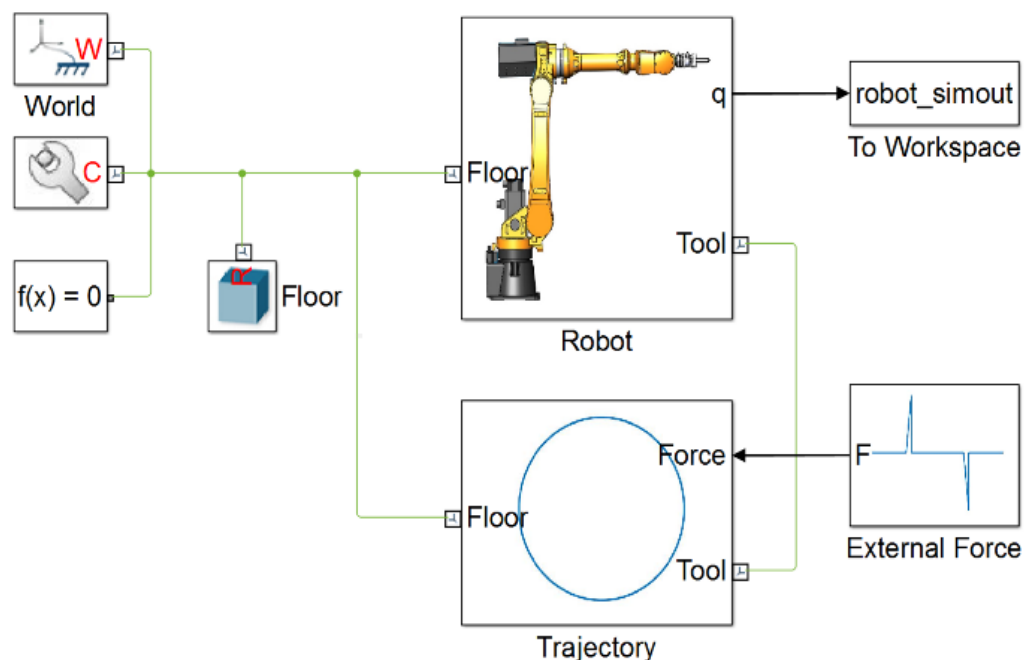 W
World
C
f(x) = 0
R
Floor
Floor
q
Tool
Robot
robot_simout
To Workspace
Force
Floor
Tool
Trajectory
F
External Force